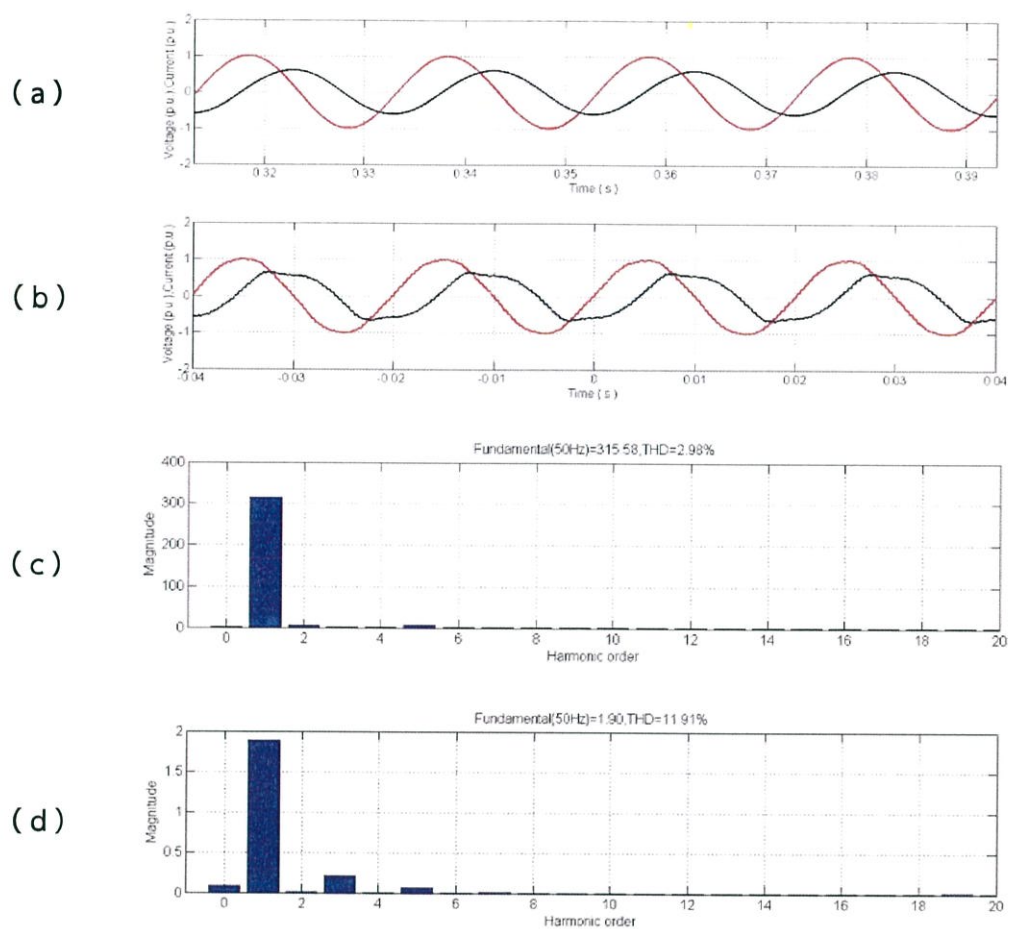 (a)
Voltage (p.u.),Current (p.u.)
2
1
0
-1
-2
0.32 0.33 0.34 0.35 0.36 0.37 0.38 0.39
Time ( s )
(b)
Voltage (p.u.),Current (p.u.)
2
1
0
-1
-2
-0.04 -0.03 -0.02 -0.01 0 0.01 0.02 0.03 0.04
Time ( s )
(c)
Fundamental(50Hz)=315.58,THD=2.98%
Magnitude
400
300
200
100
0
0 2 4 6 8 10 12 14 16 18 20
Harmonic order
(d)
Fundamental(50Hz)=1.90,THD=11.91%
Magnitude
2
1.5
1
0.5
0
0 2 4 6 8 10 12 14 16 18 20
Harmonic order